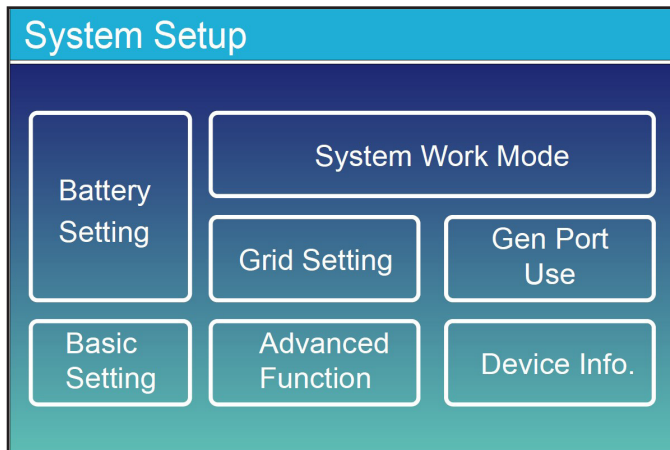 System Setup
Battery
Setting
System Work Mode
Grid Setting
Gen Port
Use
Basic
Setting
Advanced
Function
Device Info.